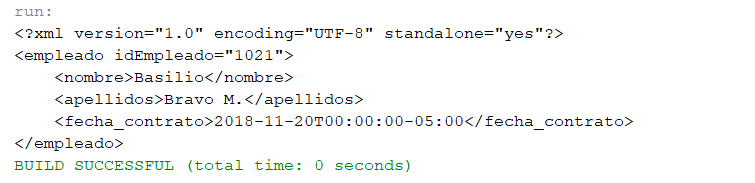 run:
<?xml version="1.0" encoding="UTF-8" standalone="yes"?>
<empleado idEmpleado="1021">
    <nombre>Basilio</nombre>
    <apellidos>Bravo M.</apellidos>
    <fecha_contrato>2018-11-20T00:00:00-05:00</fecha_contrato>
</empleado>
BUILD SUCCESSFUL (total time: 0 seconds)